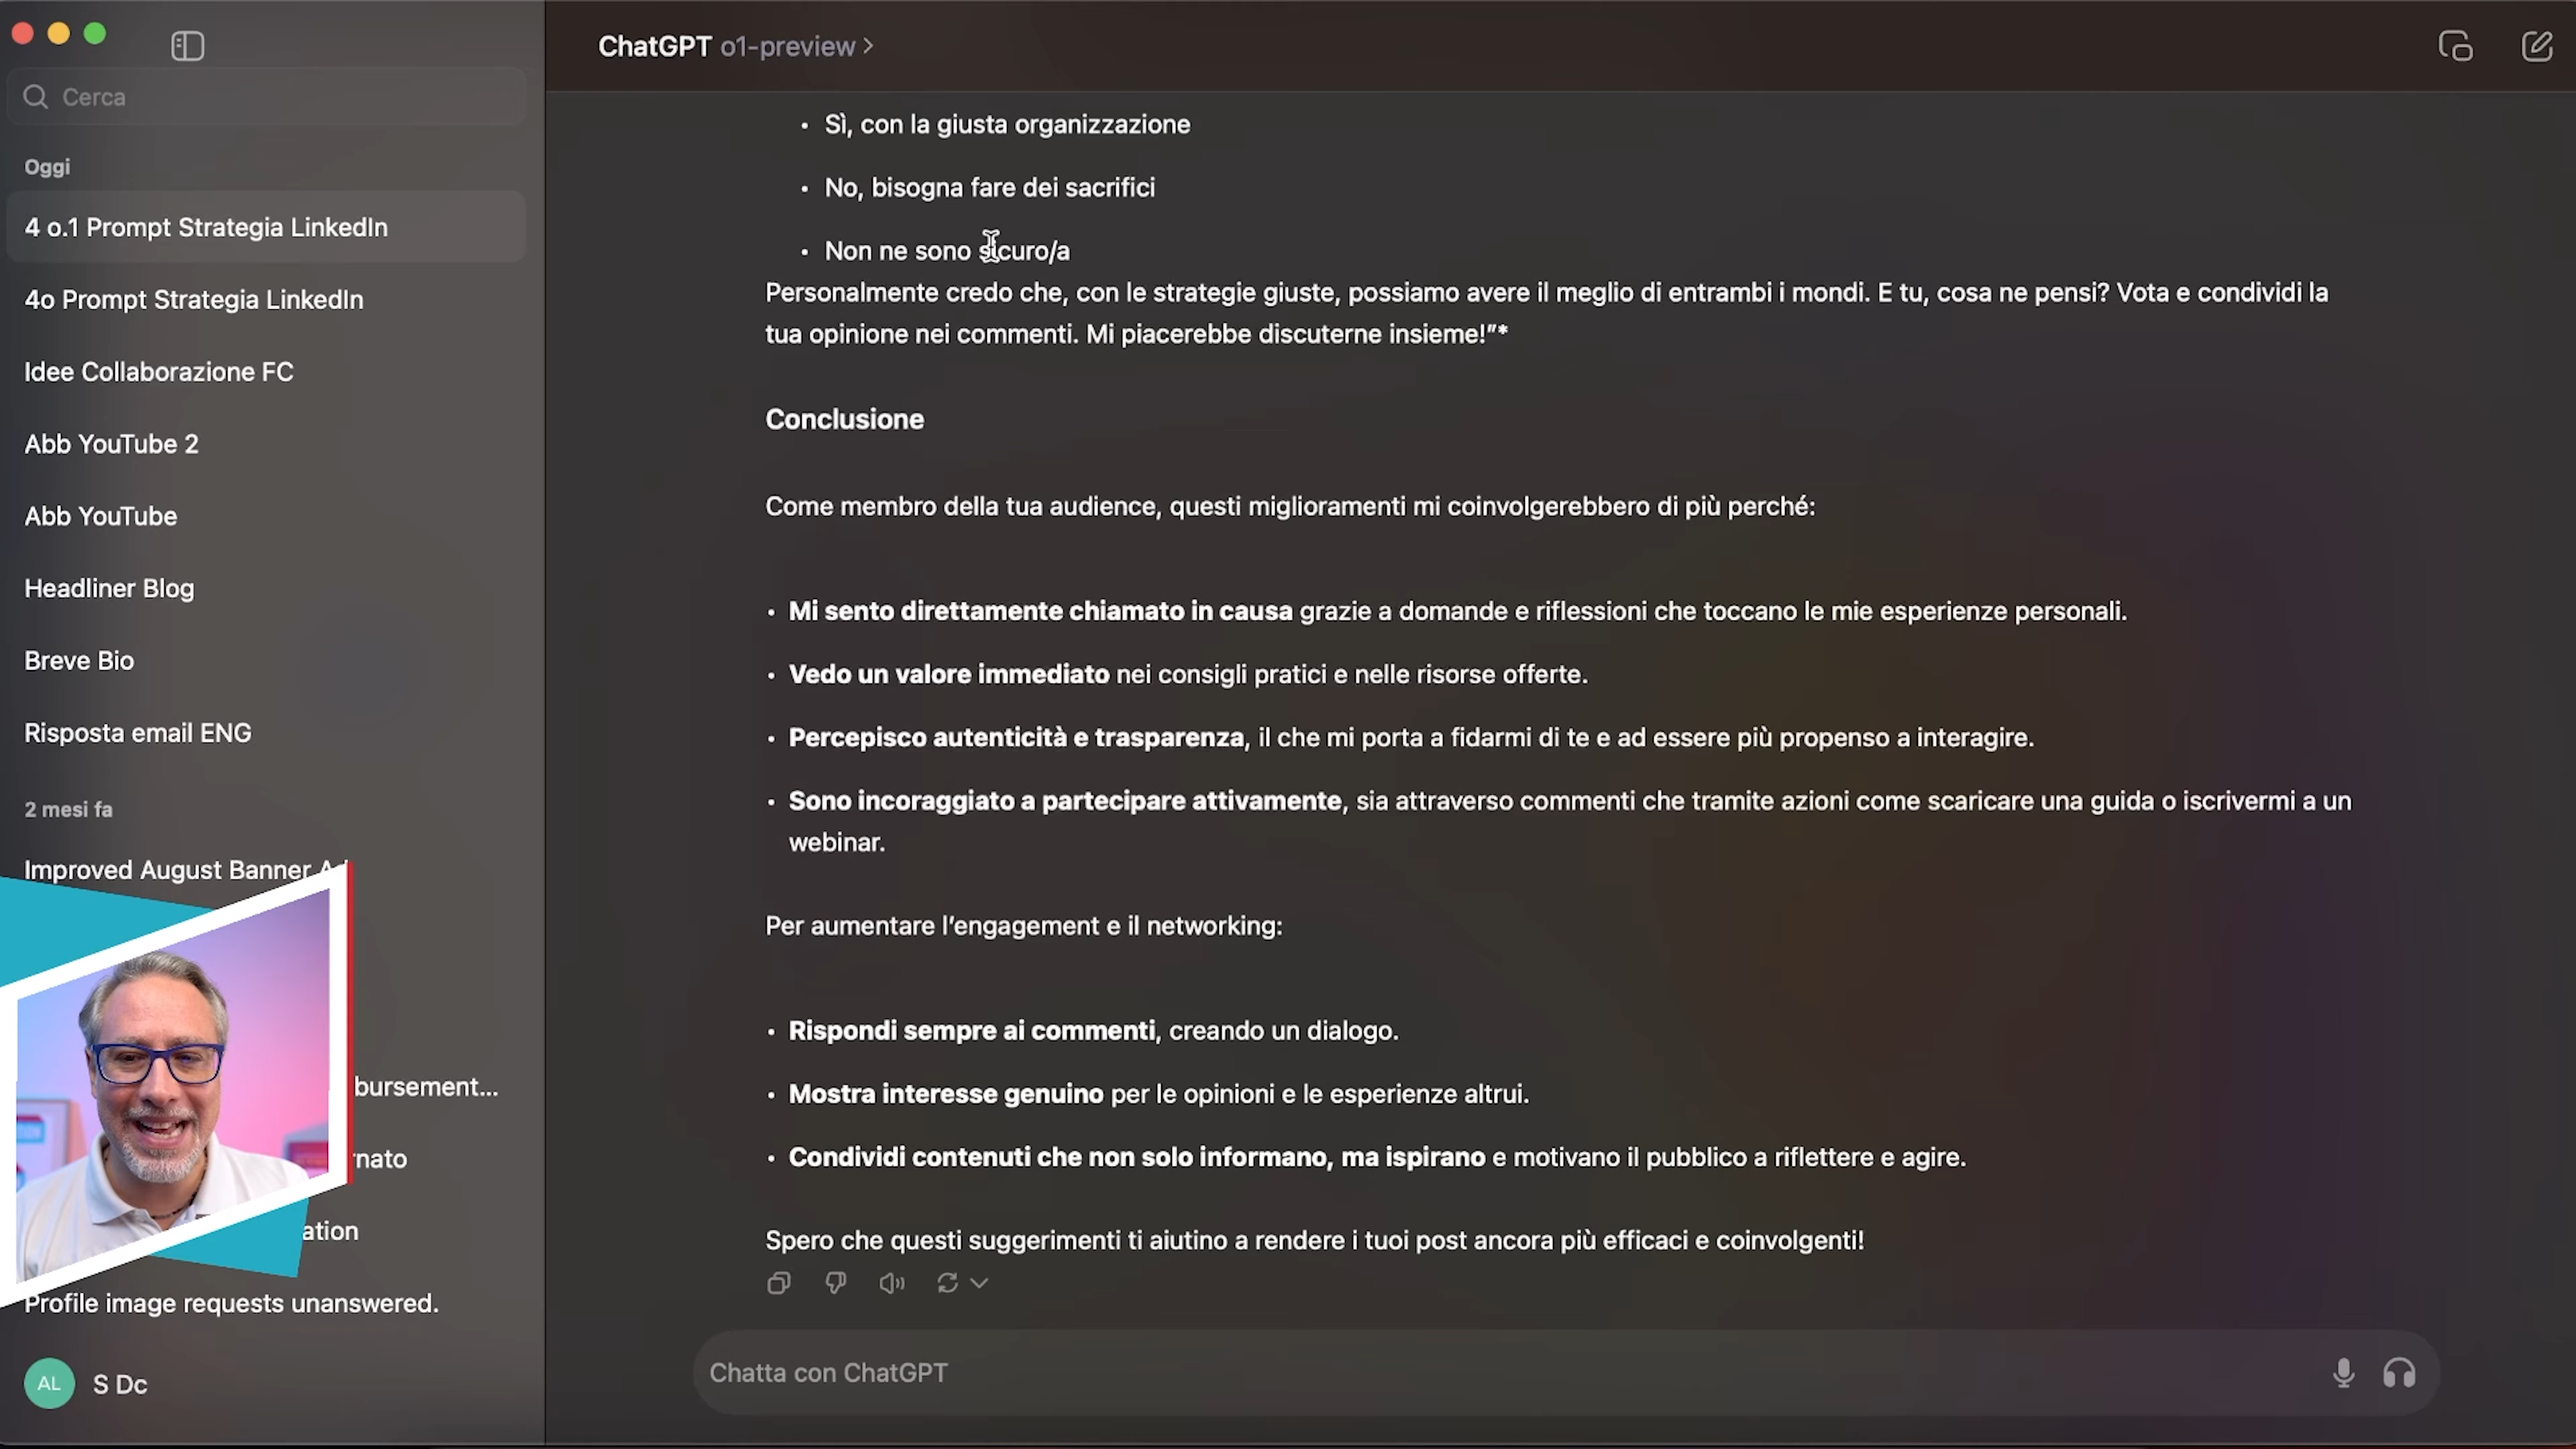 Cerca
Oggi
4 o.1 Prompt Strategia LinkedIn
4o Prompt Strategia LinkedIn
Idee Collaborazione FC
Abb YouTube 2
Abb YouTube
Headliner Blog
Breve Bio
Risposta email ENG
2 mesi fa
Improved August Banner
Profile image requests unanswered.
AL
S Dc
ChatGPT o1-preview
• Sì, con la giusta organizzazione
• No, bisogna fare dei sacrifici
• Non ne sono sicuro/a
Personalmente credo che, con le strategie giuste, possiamo avere il meglio di entrambi i mondi. E tu, cosa ne pensi? Vota e condividi la
tua opinione nei commenti. Mi piacerebbe discuterne insieme!”*
Conclusione
Come membro della tua audience, questi miglioramenti mi coinvolgerebbero di più perché:
• Mi sento direttamente chiamato in causa grazie a domande e riflessioni che toccano le mie esperienze personali.
• Vedo un valore immediato nei consigli pratici e nelle risorse offerte.
• Percepisco autenticità e trasparenza, il che mi porta a fidarmi di te e ad essere più propenso a interagire.
• Sono incoraggiato a partecipare attivamente, sia attraverso commenti che tramite azioni come scaricare una guida o iscrivermi a un
webinar.
Per aumentare l’engagement e il networking:
• Rispondi sempre ai commenti, creando un dialogo.
• Mostra interesse genuino per le opinioni e le esperienze altrui.
• Condividi contenuti che non solo informano, ma ispirano e motivano il pubblico a riflettere e agire.
Spero che questi suggerimenti ti aiutino a rendere i tuoi post ancora più efficaci e coinvolgenti!
Chatta con ChatGPT